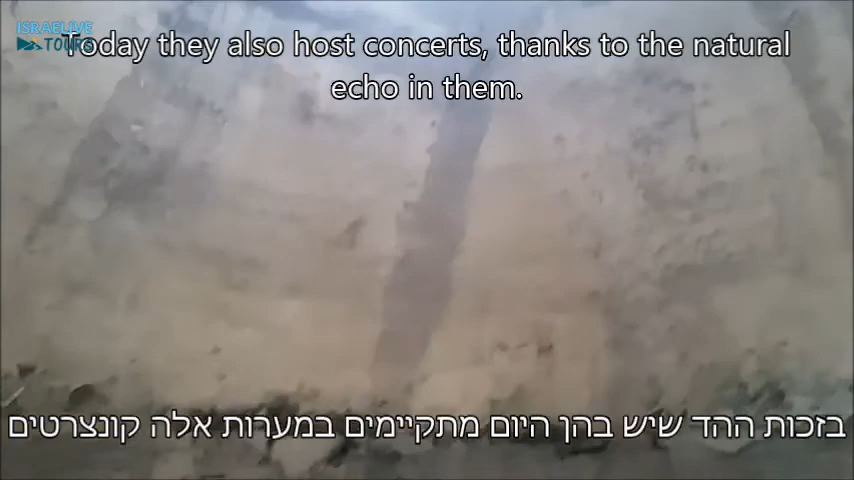 ISRAELIVE
TOURS
Today they also host concerts, thanks to the natural
echo in them.
בזכות ההד שיש בהן היום מתקיימים במערות אלה קונצרטים